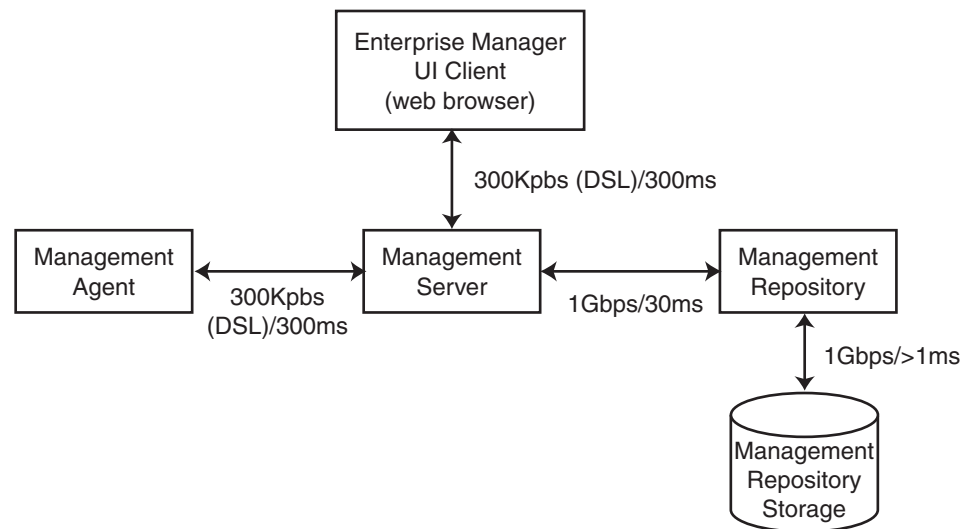 Enterprise Manager
UI Client
(web browser)
300Kpbs (DSL)/300ms
Management
Agent
300Kpbs
(DSL)/300ms
Management
Server
1Gbps/30ms
Management
Repository
1Gbps/>1ms
Management
Repository
Storage